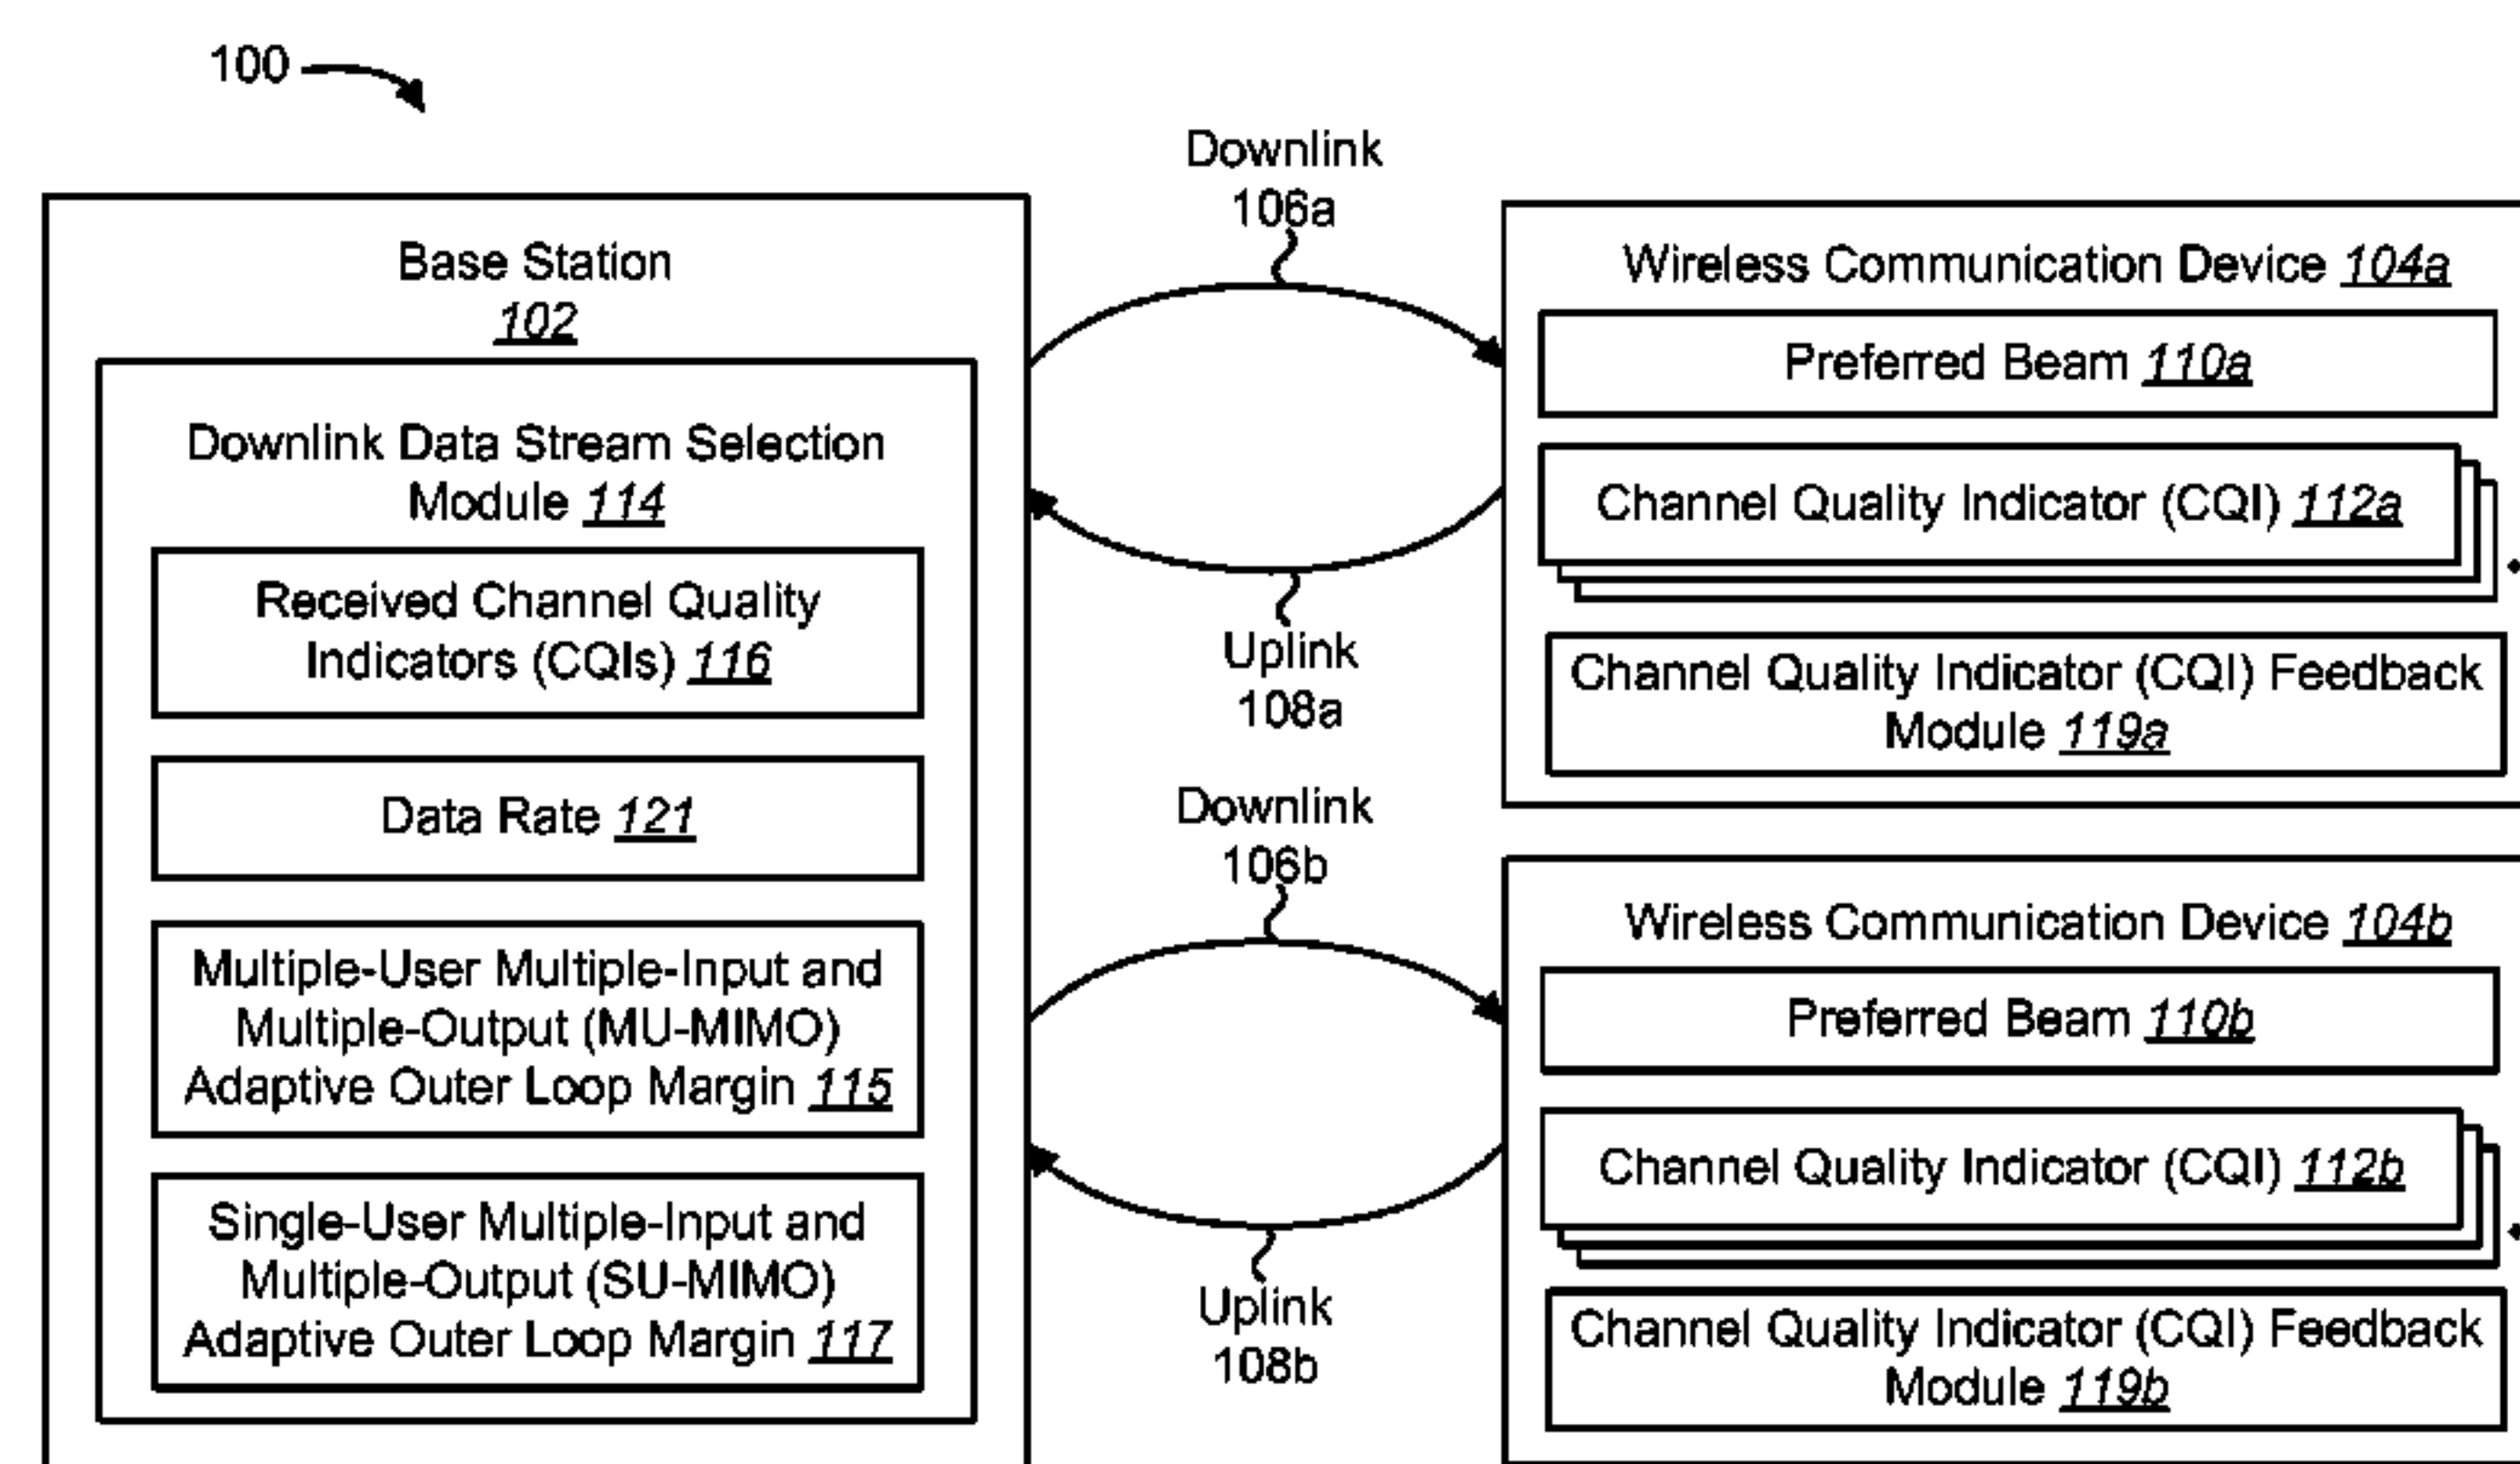 100
Base Station
102
Downlink Data Stream Selection
Module 114
Received Channel Quality
Indicators (CQIs) 116
Data Rate 121
Multiple-User Multiple-Input and
Multiple-Output (MU-MIMO)
Adaptive Outer Loop Margin 115
Single-User Multiple-Input and
Multiple-Output (SU-MIMO)
Adaptive Outer Loop Margin 117
Downlink
106a
Uplink
108a
Downlink
106b
Uplink
108b
Wireless Communication Device 104a
Preferred Beam 110a
Channel Quality Indicator (CQI) 112a
Channel Quality Indicator (CQI) Feedback
Module 119a
Wireless Communication Device 104b
Preferred Beam 110b
Channel Quality Indicator (CQI) 112b
Channel Quality Indicator (CQI) Feedback
Module 119b